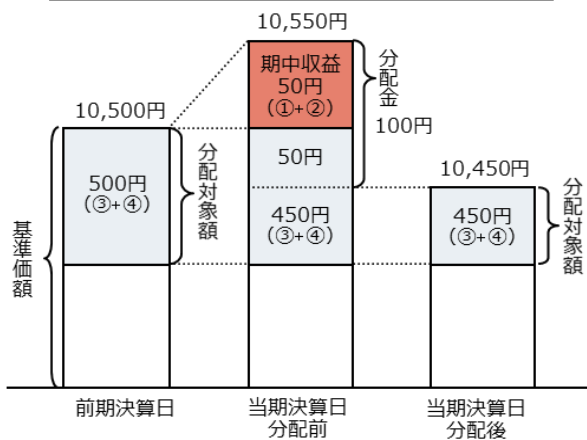 10,550円
期中収益
50円
(①+②)
分配金
100円
10,500円
50円
10,450円
500円
(③+④)
分配対象額
450円
(③+④)
450円
(③+④)
分配対象額
基準価額
前期決算日
当期決算日
分配前
当期決算日
分配後